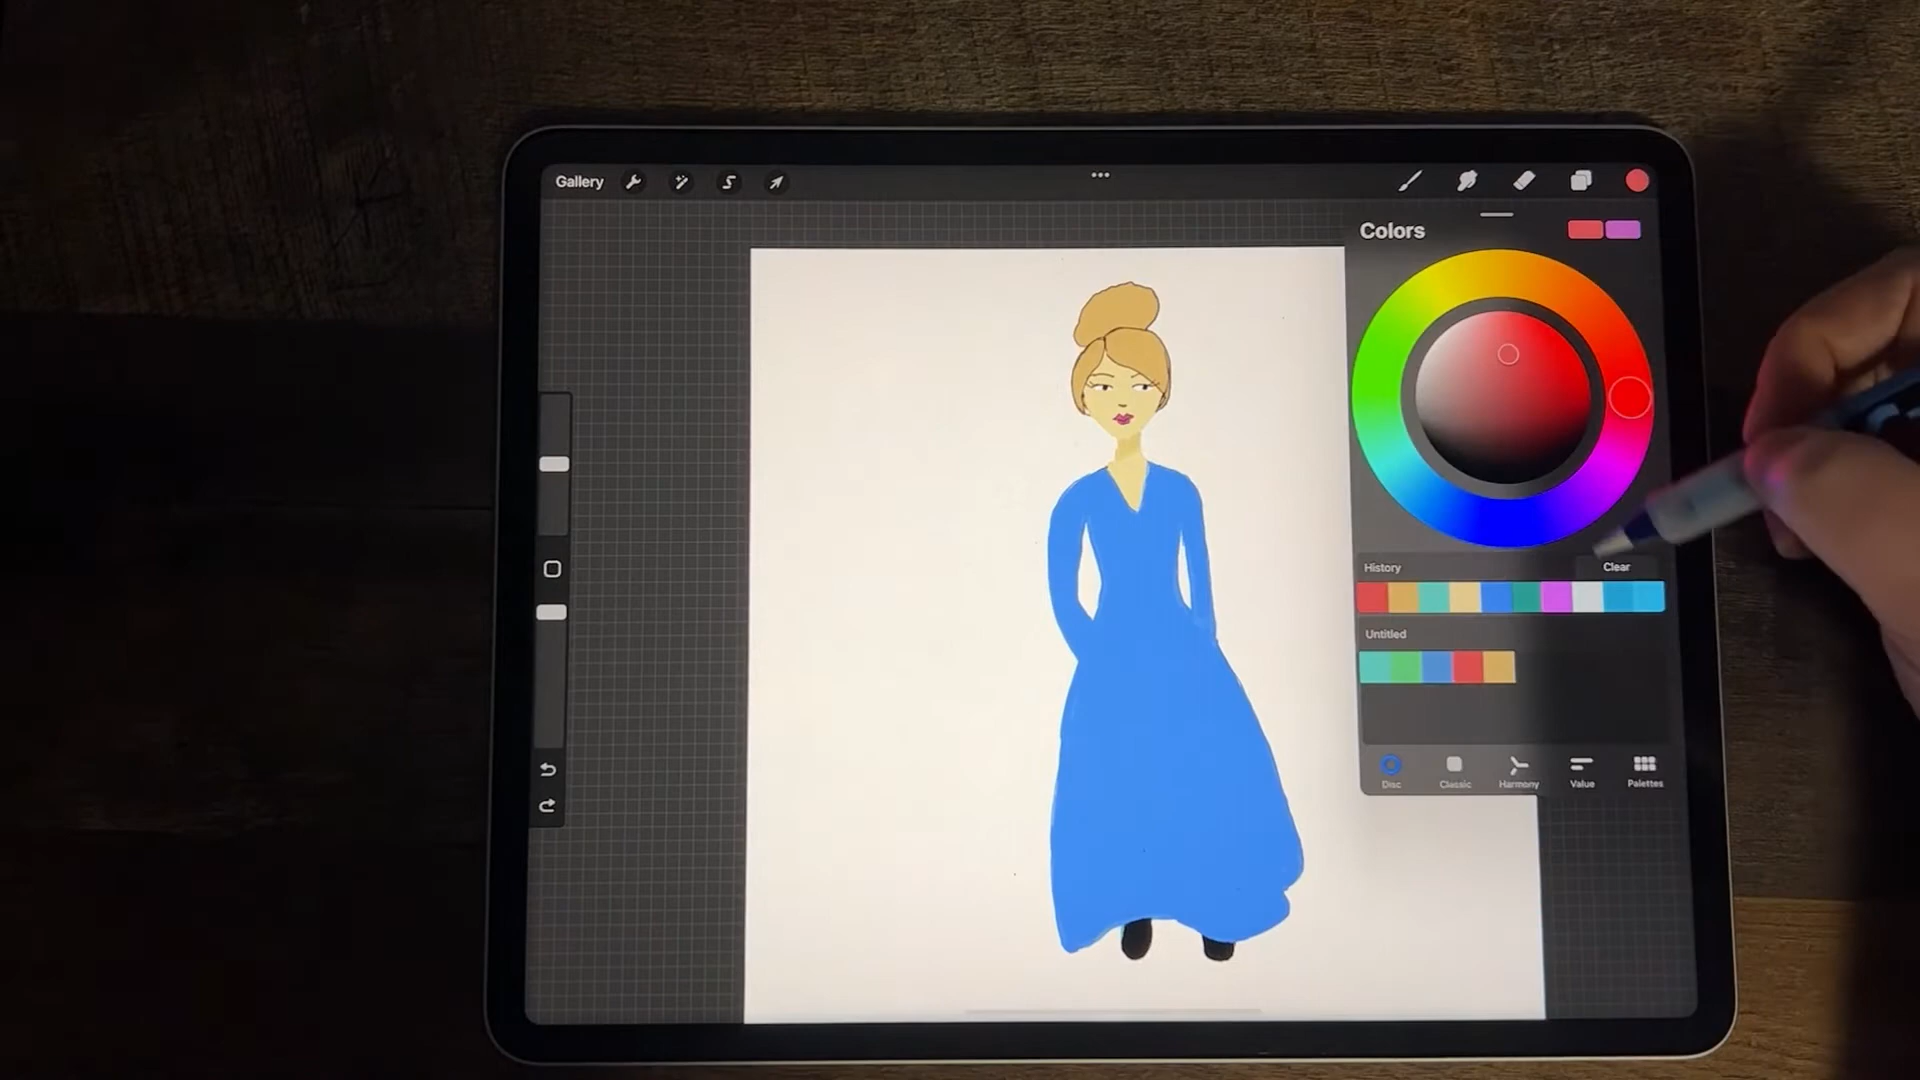 Gallery
Colors
History
Clear
Untitled
Disc
Classic
Harmony
Value
Palettes